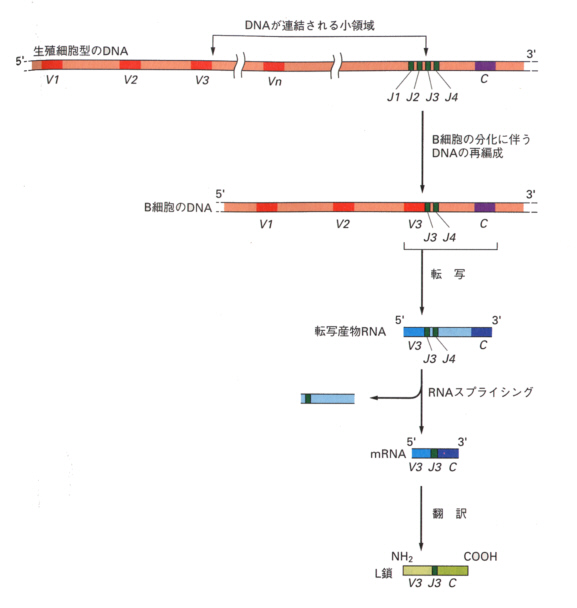 DNAが連結される小領域
生殖細胞型のDNA
5' 3'
V1 V2 V3 Vn C
J1 J2 J3 J4
B細胞の分化に伴う
DNAの再編成
5' 3'
B細胞のDNA
V1 V2 V3 C
J3 J4
転 写
5' 3'
転写産物RNA
V3 C
J3 J4
RNAスプライシング
5' 3'
mRNA
V3 J3 C
翻 訳
NH2 COOH
L鎖
V3 J3 C